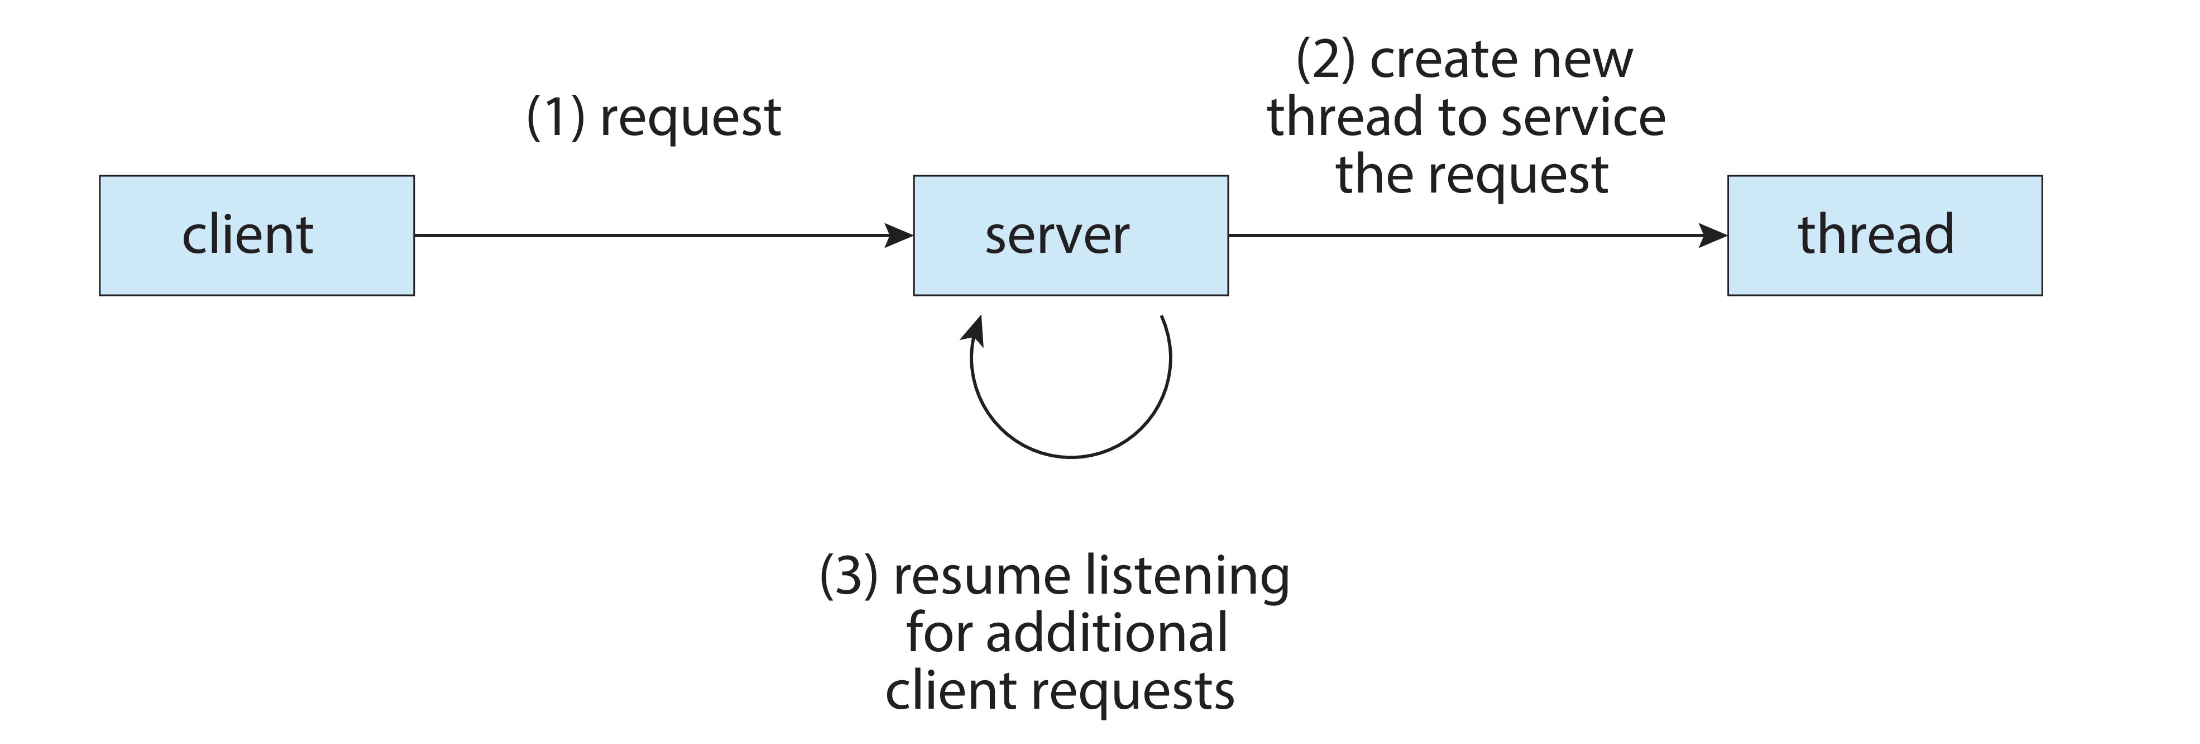 (1) request
(2) create new
thread to service
the request
client
server
thread
(3) resume listening
for additional
client requests